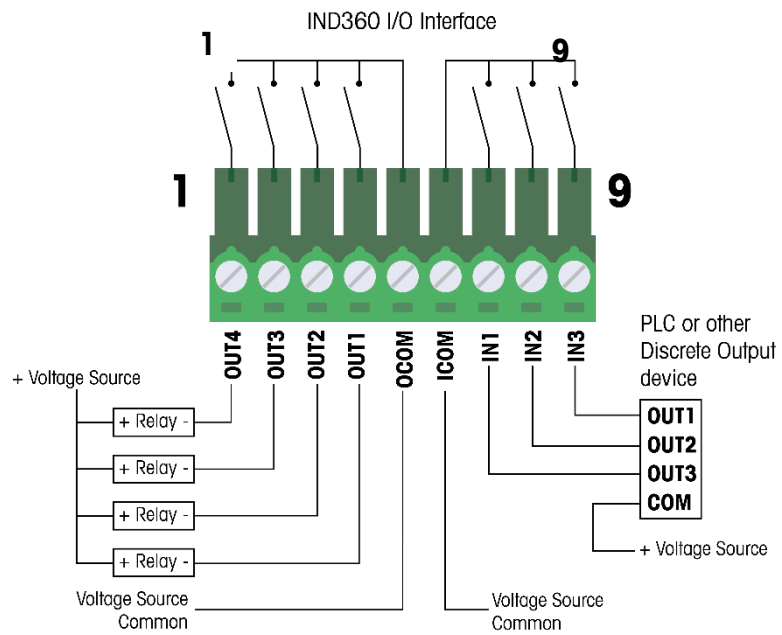 IND360 I/O Interface
1
9
1
9
OUT4
OUT3
OUT2
OUT1
OCOM
ICOM
IN1
IN2
IN3
PLC or other
Discrete Output
device
OUT1
OUT2
OUT3
COM
+ Voltage Source
+ Voltage Source
+ Relay -
+ Relay -
+ Relay -
+ Relay -
Voltage Source
Common
Voltage Source
Common